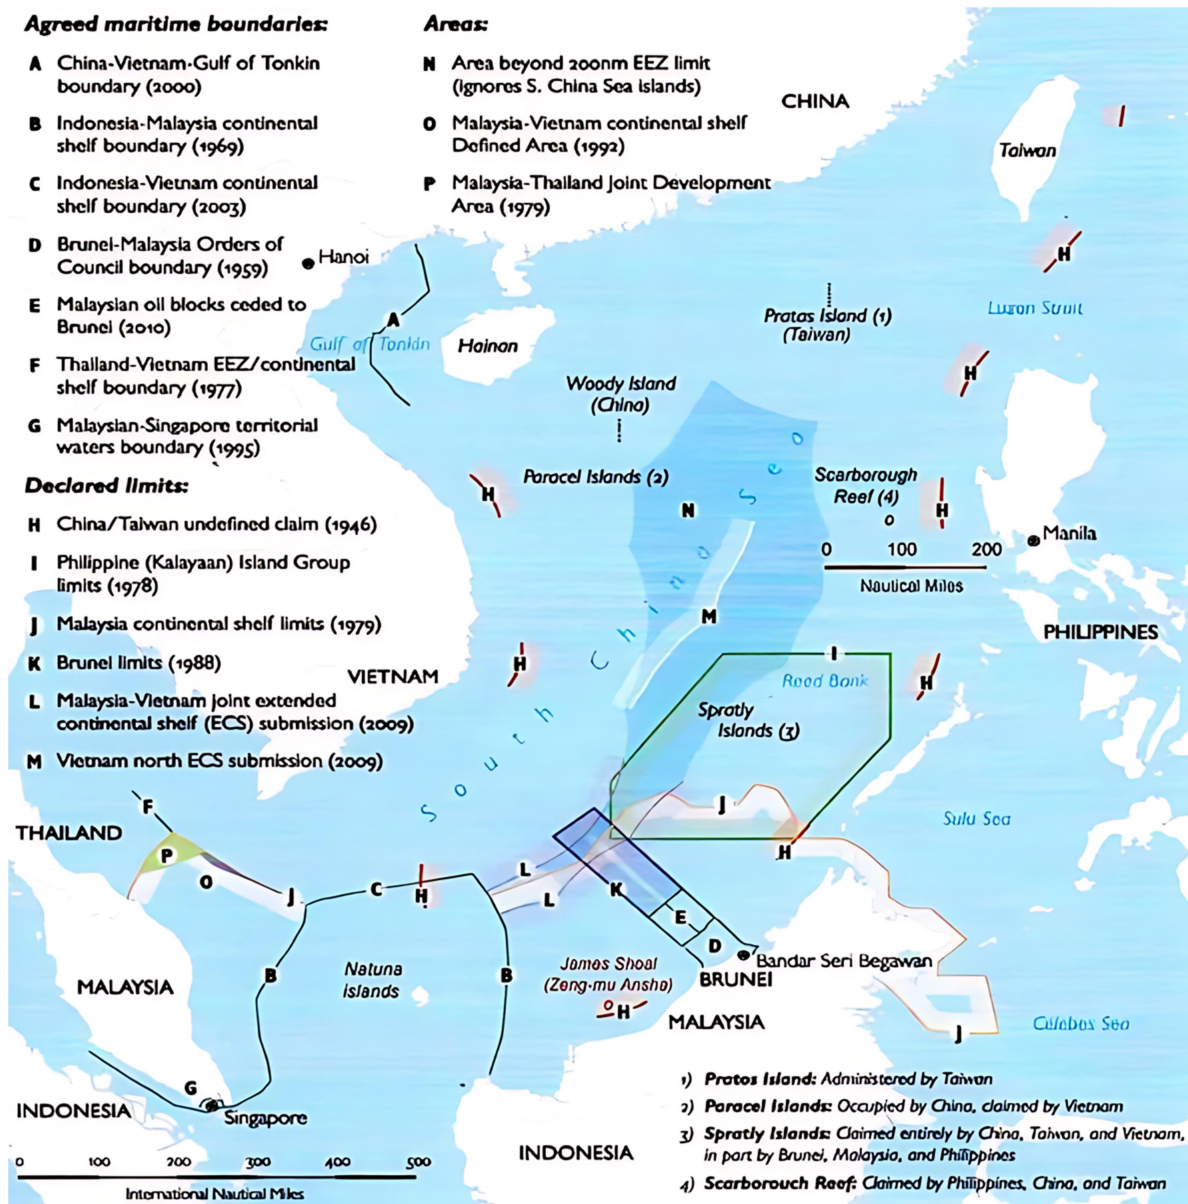 Agreed maritime boundaries:
A China-Vietnam-Gulf of Tonkin
boundary (2000)
B Indonesia-Malaysia continental
shelf boundary (1969)
C Indonesia-Vietnam continental
shelf boundary (2003)
D Brunei-Malaysia Orders of
Council boundary (1959)
E Malaysian oil blocks ceded to
Brunei (2010)
F Thailand-Vietnam EEZ/continental
shelf boundary (1977)
G Malaysian-Singapore territorial
waters boundary (1995)
Declared limits:
H China/Taiwan undefined claim (1946)
I Philippine (Kalayaan) Island Group
limits (1978)
J Malaysia continental shelf limits (1979)
K Brunei limits (1988)
L Malaysia-Vietnam joint extended
continental shelf (ECS) submission (2009)
M Vietnam north ECS submission (2009)
Areas:
N Area beyond 200nm EEZ limit
(ignores S. China Sea islands)
O Malaysia-Vietnam continental shelf
Defined Area (1992)
P Malaysia-Thailand Joint Development
Area (1979)
CHINA
Taiwan
Hanoi
H
A
Gulf of Tonkin
Hainan
Pratas Island (1)
(Taiwan)
Luzon Strait
H
Woody Island
(China)
Paracel Islands (2)
H
N
Scarborough
Reef (4)
H
0 100 200
Nautical Miles
Manila
South China Sea
M
PHILIPPINES
VIETNAM
H
I
Reed Bank
H
Spratly
Islands (3)
F
THAILAND
P
O
J
C
H
L
L
K
E
D
J
H
Sulu Sea
MALAYSIA
B
Natuna
islands
B
James Shoal
(Zeng-mu Ansha)
H
BRUNEI
Bandar Seri Begawan
MALAYSIA
J
Celebes Sea
G
Singapore
INDONESIA
INDONESIA
0 100 200 300 400 500
International Nautical Miles
1) Pratas Island: Administered by Taiwan
2) Paracel Islands: Occupied by China, claimed by Vietnam
3) Spratly Islands: Claimed entirely by China, Taiwan, and Vietnam,
in part by Brunei, Malaysia, and Philippines
4) Scarborouch Reef: Claimed by Philippines, China, and Taiwan